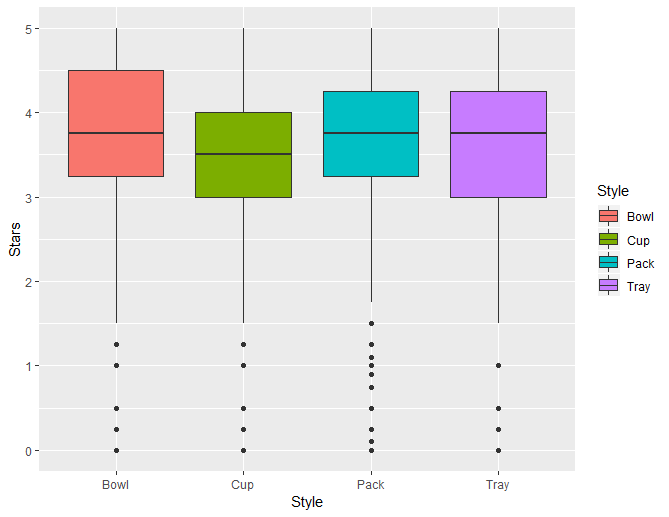 Stars
5
4
3
2
1
0
Bowl
Cup
Pack
Tray
Style
Style
Bowl
Cup
Pack
Tray